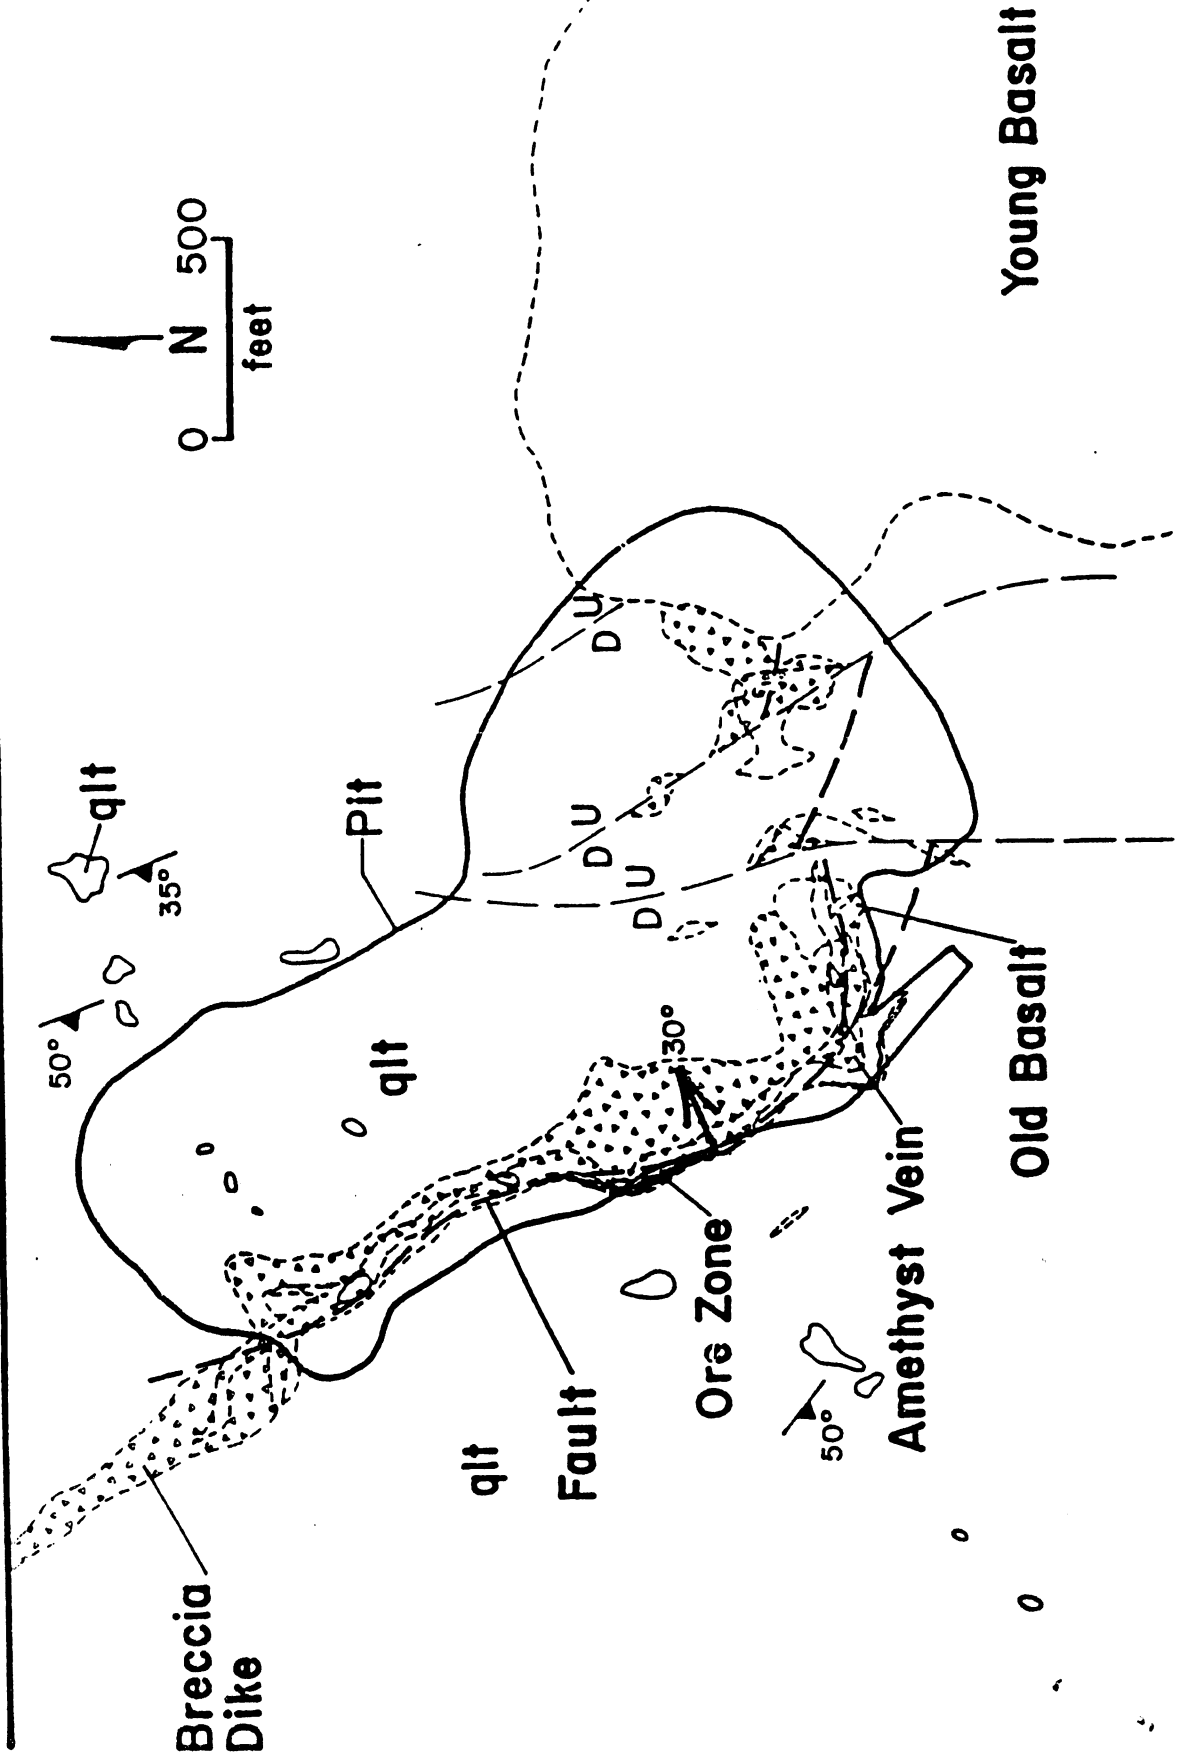 qlt
35°
50°
Pit
N
0 500
feet
qlt
D U
D U
D U
30°
Breccia
Dike
qlt
Fault
Ore Zone
50°
Amethyst Vein
Old Basalt
Young Basalt